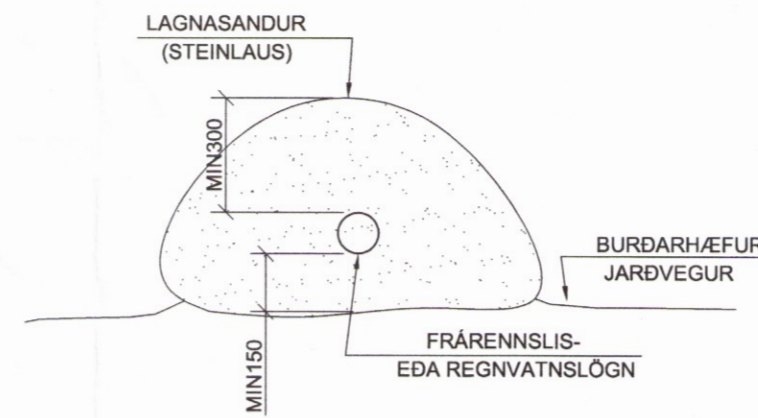 LAGNASANDUR
(STEINLAUS)
MIN300
BURÐARHÆFUR
JARÐVEGUR
FRÁRENNSLIS-
EÐA REGNVATNSLÖGN
MIN150